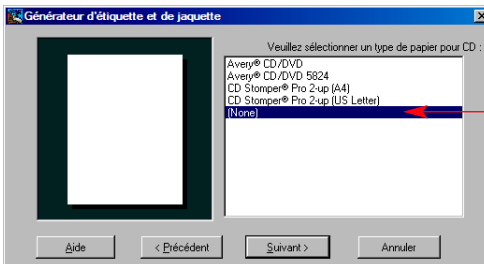 Générateur d'étiquette et de jaquette
Veuillez sélectionner un type de papier pour CD :
Avery® CD/DVD
Avery® CD/DVD 5824
CD Stomper® Pro 2-up (A4)
CD Stomper® Pro 2-up (US Letter)
(None)
Aide
< Précédent
Suivant >
Annuler